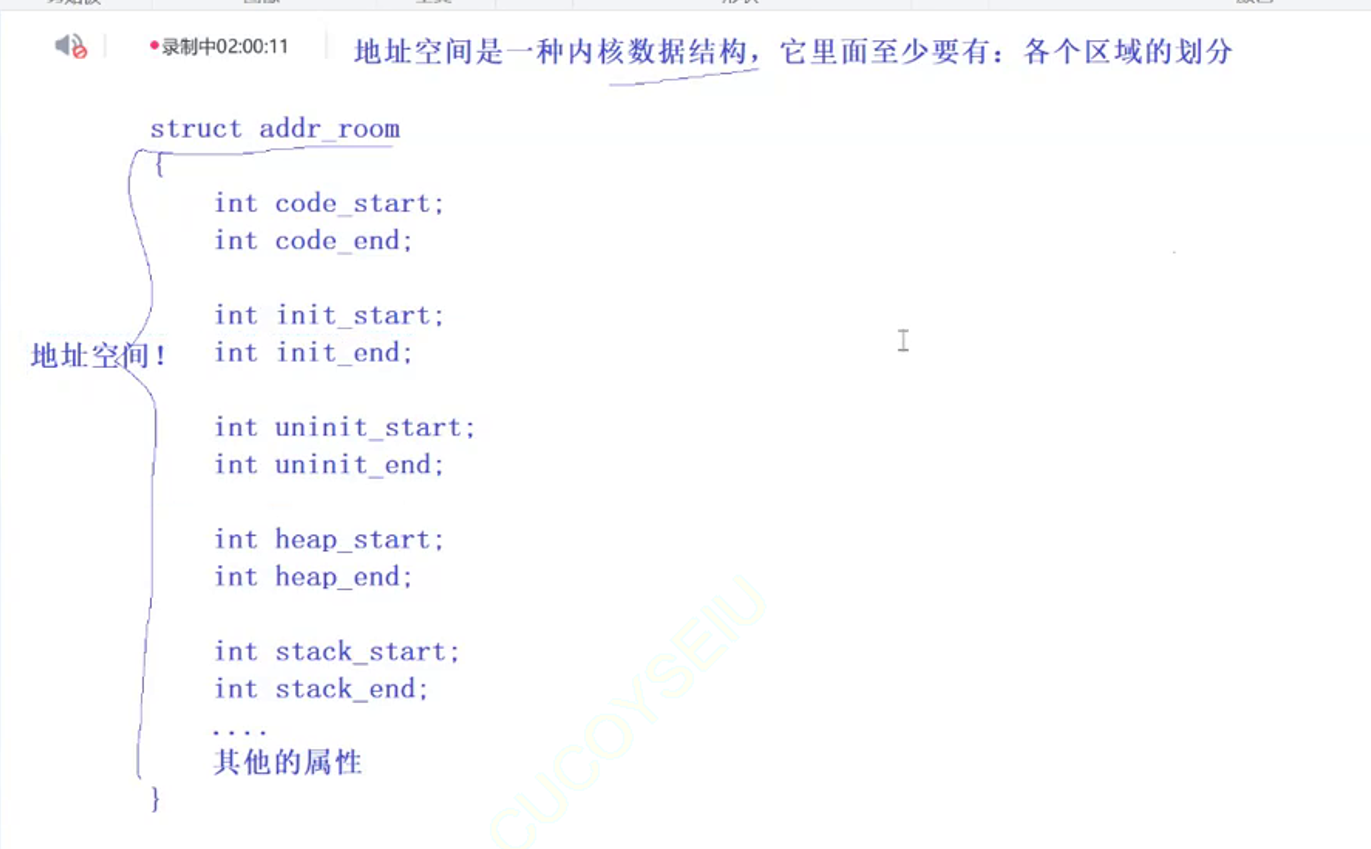 录制中02:00:11
地址空间是一种内核数据结构，它里面至少要有：各个区域的划分
struct addr_room
{
int code_start;
int code_end;
int init_start;
地址空间！
int init_end;
int uninit_start;
int uninit_end;
int heap_start;
int heap_end;
int stack_start;
int stack_end;
....
其他的属性
}
CUCOYSEIU